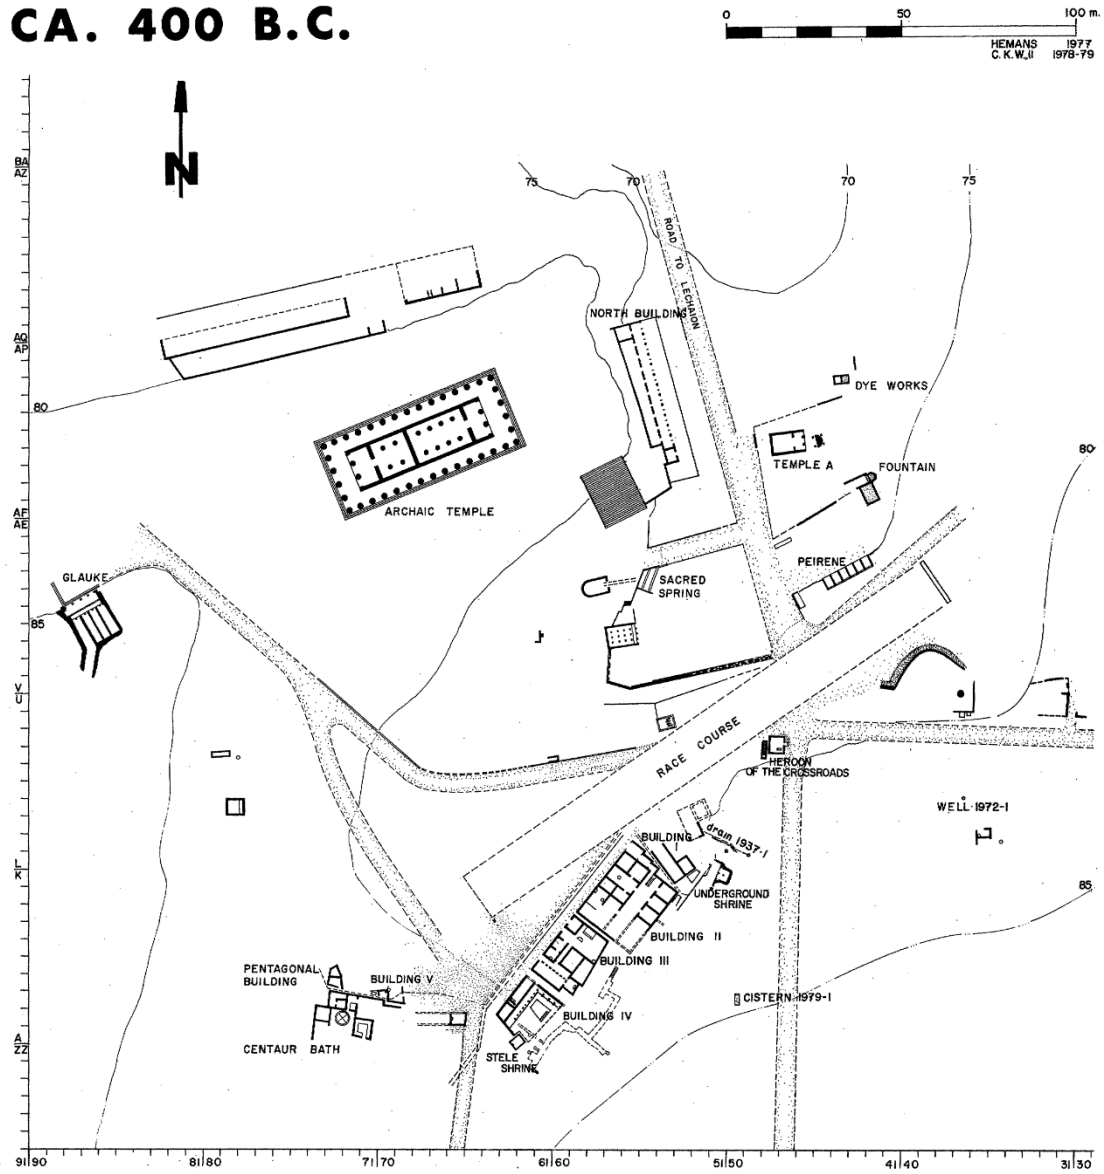 CA. 400 B.C.
0 50 100 m.
HEMANS 1977
C.K.W.II 1978-79
N
BA
AZ
75
70
70
75
ROAD TO LECHAION
NORTH BUILDING
AQ
AP
DYE WORKS
80
80
TEMPLE A
FOUNTAIN
ARCHAIC TEMPLE
AF
AE
PEIRENE
GLAUKE
SACRED
SPRING
85
V
U
RACE COURSE
HEROON
OF THE CROSSROADS
WELL 1972-1
BUILDING
I
drain 1937-1
L
K
85
UNDERGROUND
SHRINE
BUILDING II
BUILDING III
PENTAGONAL
BUILDING
BUILDING V
CISTERN 1979-1
BUILDING IV
A
ZZ
CENTAUR BATH
STELE
SHRINE
91|90 81|80 71|70 61|60 51|50 41|40 31|30